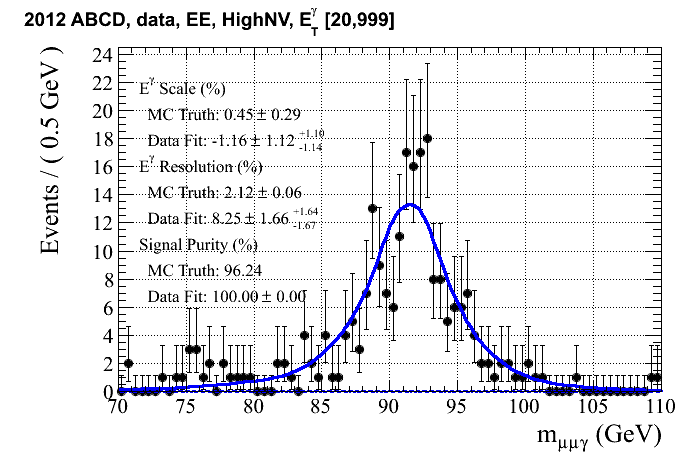 2012 ABCD, data, EE, HighNV, E_T^γ [20,999]
Events / ( 0.5 GeV )
24
22
20
18
16
14
12
10
8
6
4
2
0
E^γ Scale (%)
MC Truth: 0.45 ± 0.29
Data Fit: -1.16 ± 1.12 +1.10 -1.14
E^γ Resolution (%)
MC Truth: 2.12 ± 0.06
Data Fit: 8.25 ± 1.66 +1.64 -1.67
Signal Purity (%)
MC Truth: 96.24
Data Fit: 100.00 ± 0.00
70 75 80 85 90 95 100 105 110
m_μμγ (GeV)